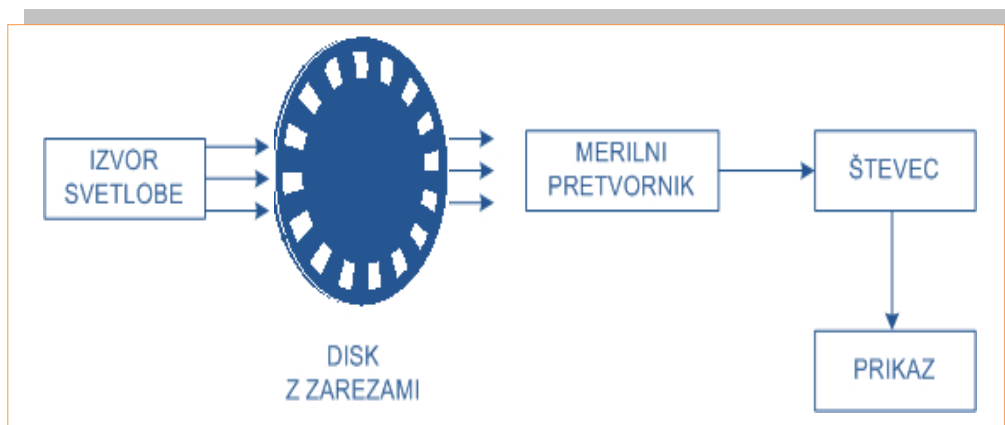 IZVOR
SVETLOBE
MERILNI
PRETVORNIK
ŠTEVEC
DISK
Z ZAREZAMI
PRIKAZ